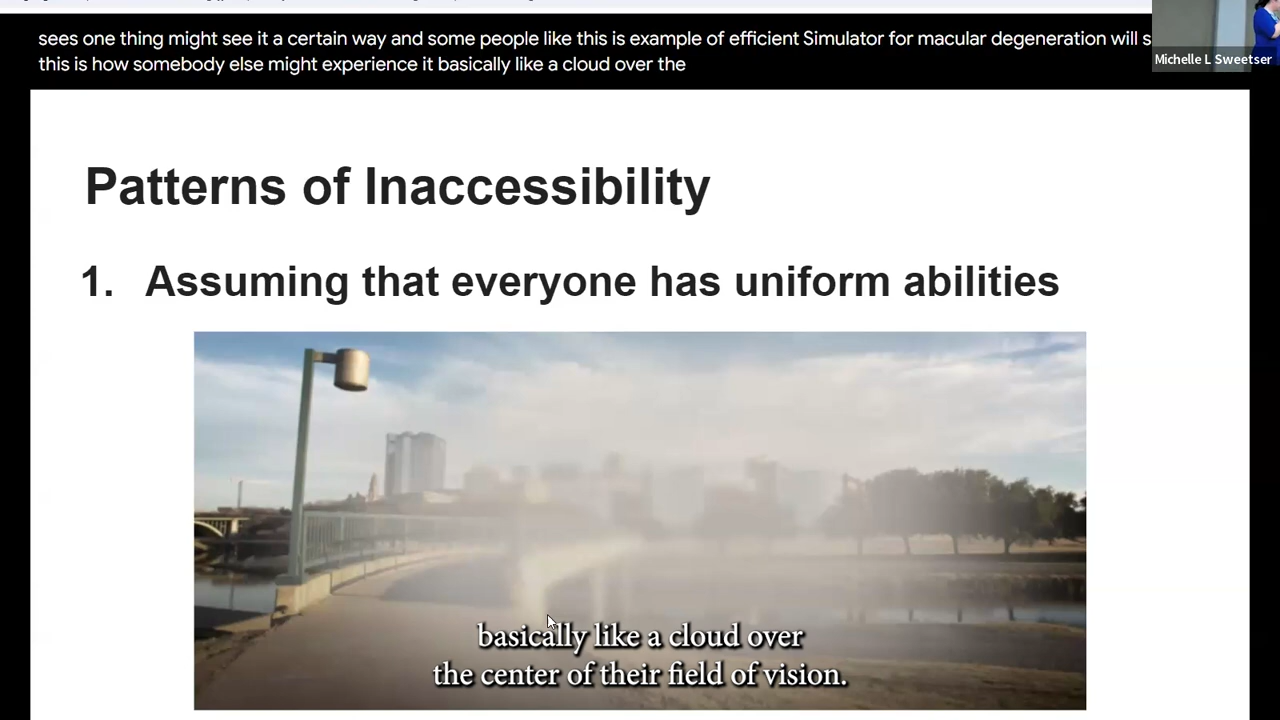 sees one thing might see it a certain way and some people like this is example of efficient Simulator for macular degeneration will s
this is how somebody else might experience it basically like a cloud over the
Michelle L Sweetser
Patterns of Inaccessibility
1. Assuming that everyone has uniform abilities
basically like a cloud over
the center of their field of vision.